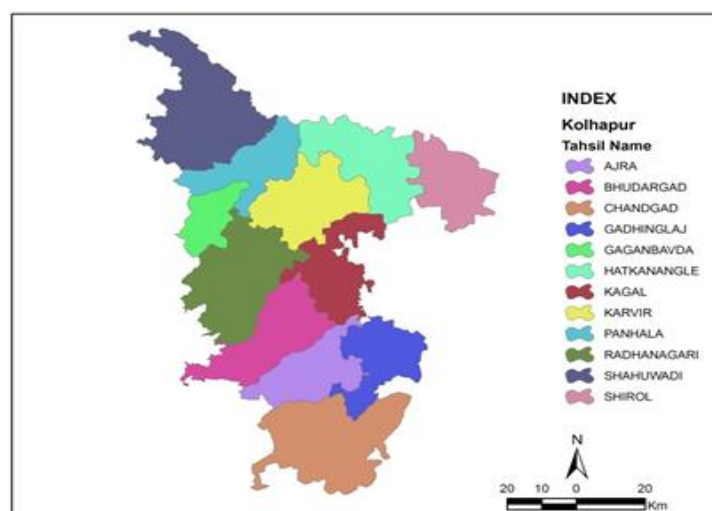 INDEX
Kolhapur
Tahsil Name
AJRA
BHUDARGAD
CHANDGAD
GADHINGLAJ
GAGANBAVDA
HATKANANGLE
KAGAL
KARVIR
PANHALA
RADHANAGARI
SHAHUWADI
SHIROL
N
20 10 0 20
Km